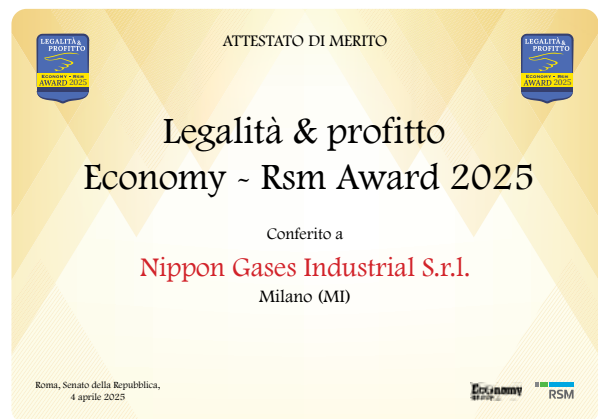 ATTESTATO DI MERITO
LEGALITÀ &
PROFITTO
ECONOMY • RSM
AWARD 2025
LEGALITÀ &
PROFITTO
ECONOMY • RSM
AWARD 2025
Legalità & profitto
Economy - Rsm Award 2025
Conferito a
Nippon Gases Industrial S.r.l.
Milano (MI)
Roma, Senato della Repubblica,
4 aprile 2025
Economy
RSM